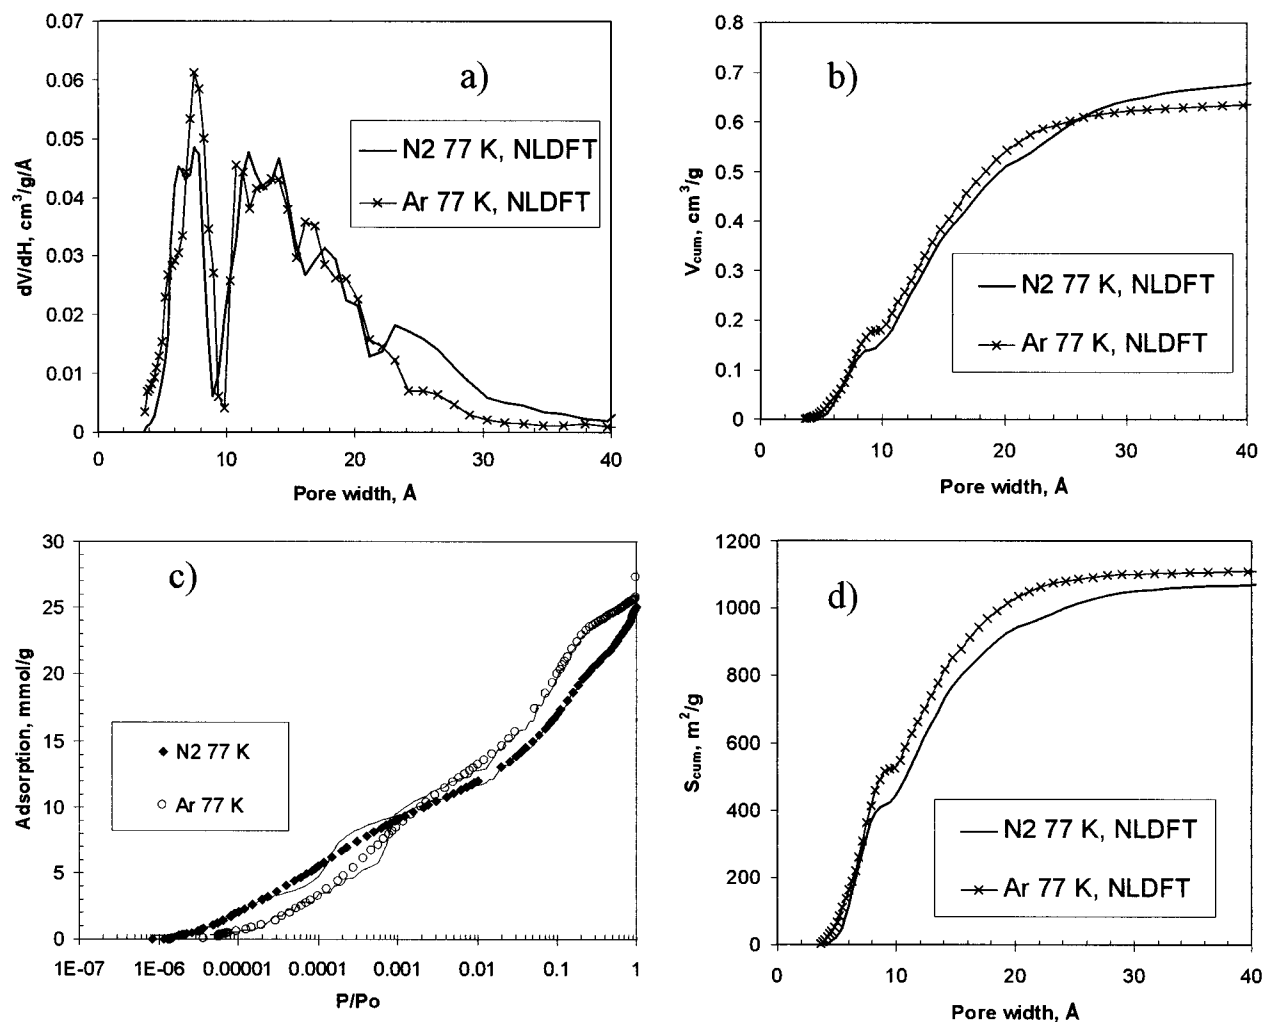 a)
0.07
0.06
0.05
0.04
0.03
0.02
0.01
0
dV/dH, cm³/g/Å
N2 77 K, NLDFT
Ar 77 K, NLDFT
0 10 20 30 40
Pore width, Å
b)
0.8
0.7
0.6
0.5
0.4
0.3
0.2
0.1
0
Vcum, cm³/g
N2 77 K, NLDFT
Ar 77 K, NLDFT
0 10 20 30 40
Pore width, Å
c)
30
25
20
15
10
5
0
Adsorption, mmol/g
N2 77 K
Ar 77 K
1E-07 1E-06 0.00001 0.0001 0.001 0.01 0.1 1
P/Po
d)
1200
1000
800
600
400
200
0
Scum, m²/g
N2 77 K, NLDFT
Ar 77 K, NLDFT
0 10 20 30 40
Pore width, Å